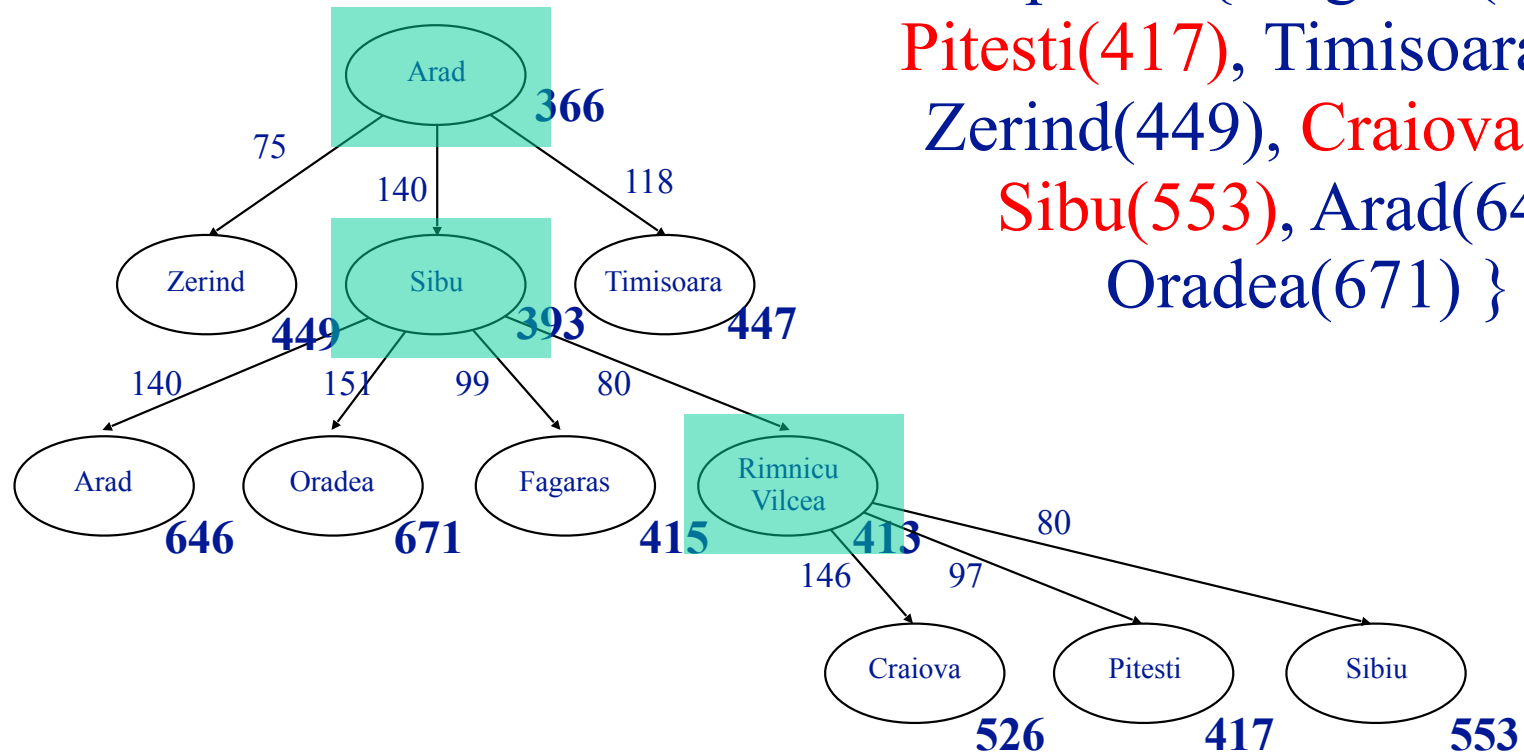 Pitesti(417), Timisoara
Zerind(449), Craiova
Sibu(553), Arad(64
Oradea(671) }
Arad
366
75
140
118
Zerind
Sibu
Timisoara
449
393
447
140
151
99
80
Arad
Oradea
Fagaras
Rimnicu
Vilcea
646
671
415
413
80
146
97
Craiova
Pitesti
Sibiu
526
417
553